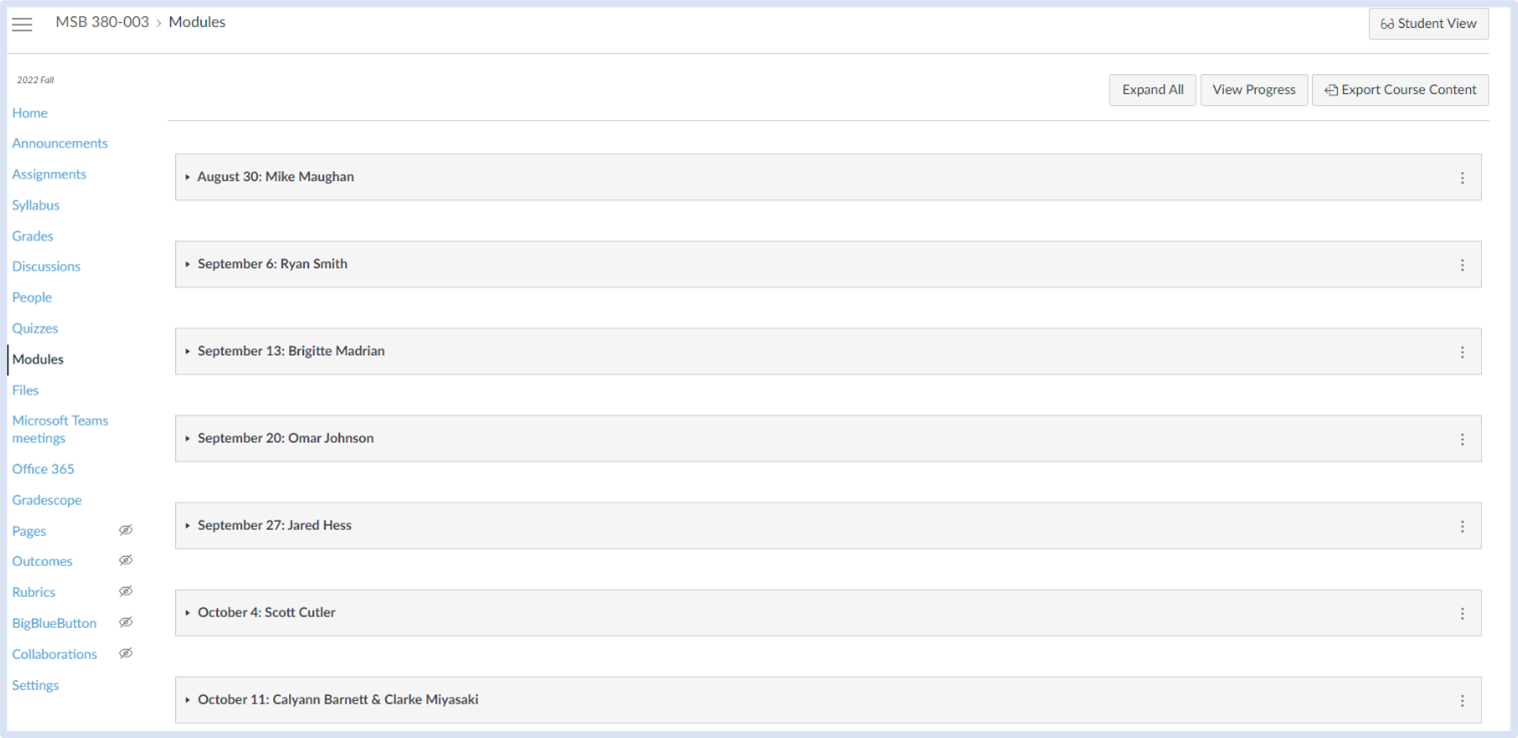 MSB 380-003 › Modules
Student View
2022 Fall
Expand All
View Progress
Export Course Content
Home
Announcements
Assignments
Syllabus
Grades
Discussions
People
Quizzes
Modules
Files
Microsoft Teams
meetings
Office 365
Gradescope
Pages
Outcomes
Rubrics
BigBlueButton
Collaborations
Settings
August 30: Mike Maughan
September 6: Ryan Smith
September 13: Brigitte Madrian
September 20: Omar Johnson
September 27: Jared Hess
October 4: Scott Cutler
October 11: Calyann Barnett & Clarke Miyasaki